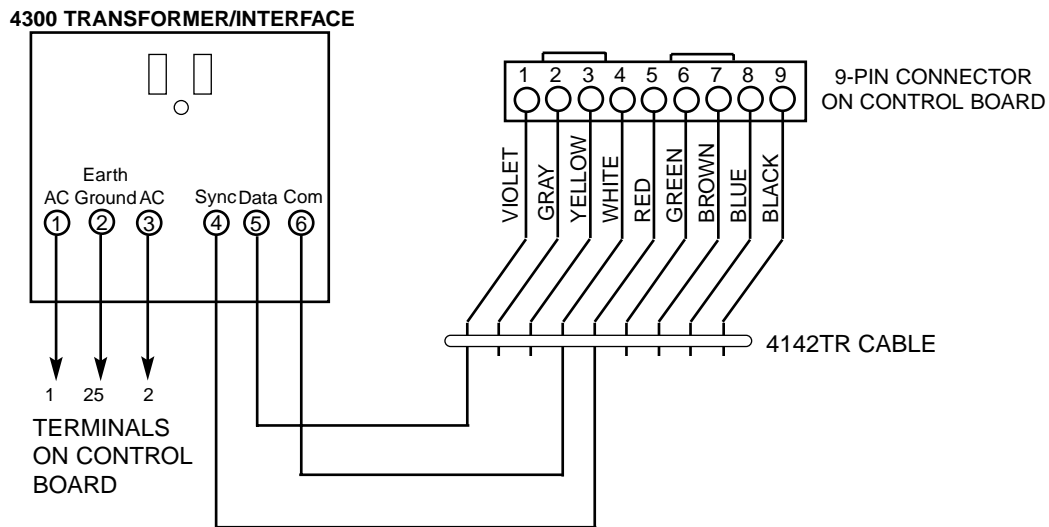 4300 TRANSFORMER/INTERFACE
Earth
AC Ground AC
Sync Data Com
1 2 3 4 5 6
1 25 2
TERMINALS
ON CONTROL
BOARD
1 2 3 4 5 6 7 8 9
9-PIN CONNECTOR
ON CONTROL BOARD
VIOLET
GRAY
YELLOW
WHITE
RED
GREEN
BROWN
BLUE
BLACK
4142TR CABLE